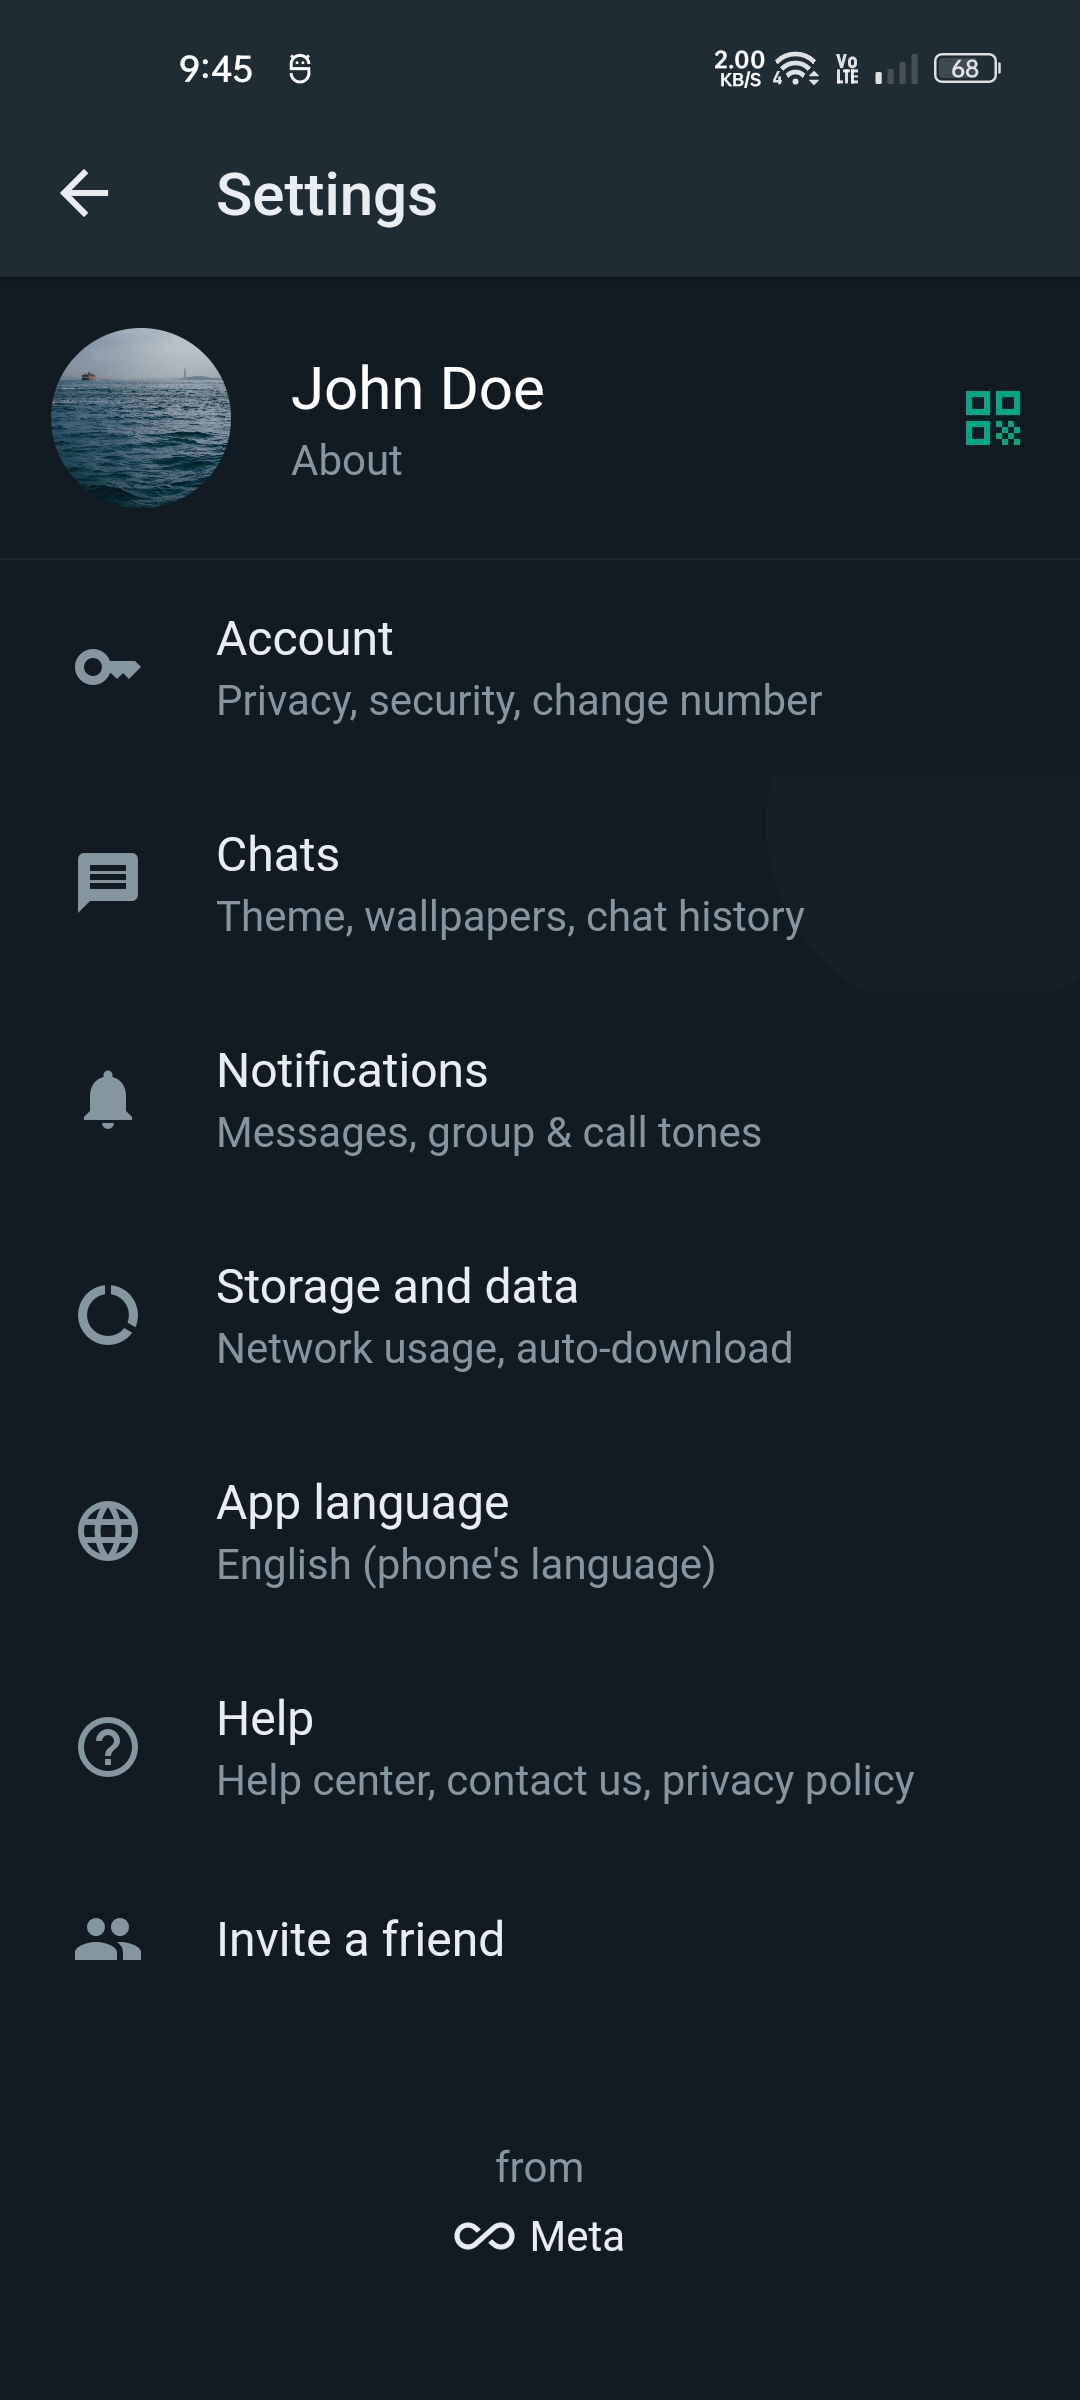 9:45
2.00
KB/S
4
Vo
LTE
68
Settings
John Doe
About
Account
Privacy, security, change number
Chats
Theme, wallpapers, chat history
Notifications
Messages, group & call tones
Storage and data
Network usage, auto-download
App language
English (phone's language)
Help
Help center, contact us, privacy policy
Invite a friend
from
Meta